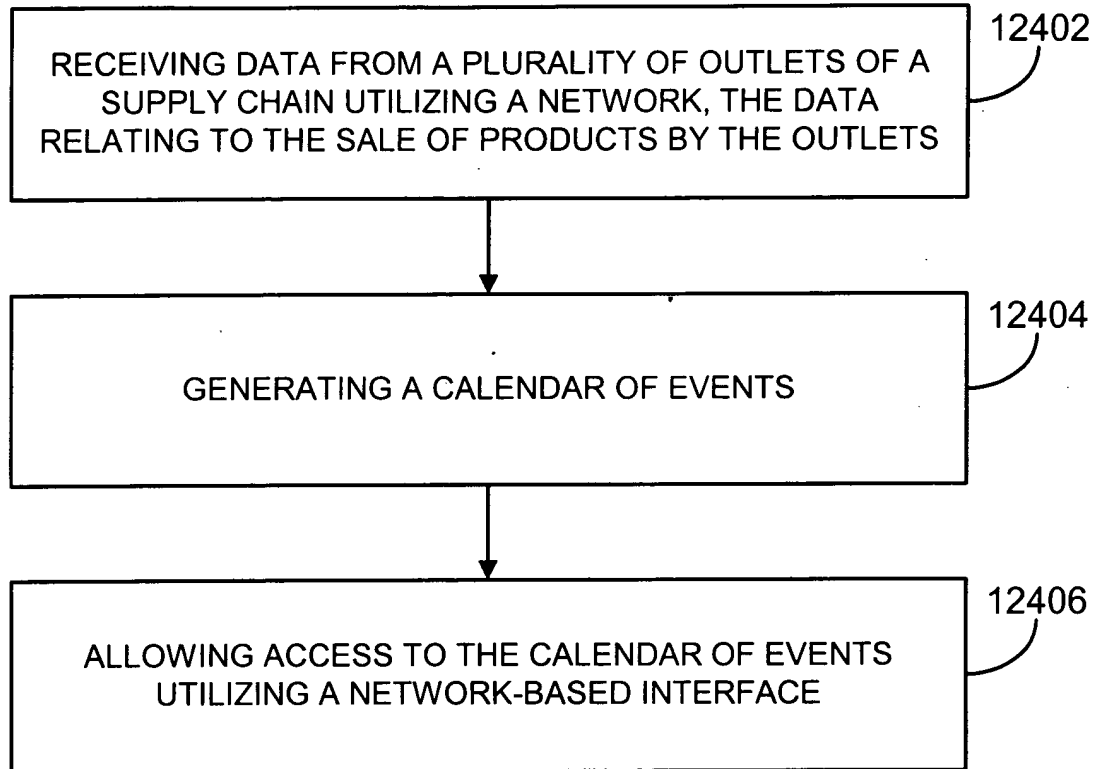 12402
RECEIVING DATA FROM A PLURALITY OF OUTLETS OF A
SUPPLY CHAIN UTILIZING A NETWORK, THE DATA
RELATING TO THE SALE OF PRODUCTS BY THE OUTLETS
12404
GENERATING A CALENDAR OF EVENTS
12406
ALLOWING ACCESS TO THE CALENDAR OF EVENTS
UTILIZING A NETWORK-BASED INTERFACE